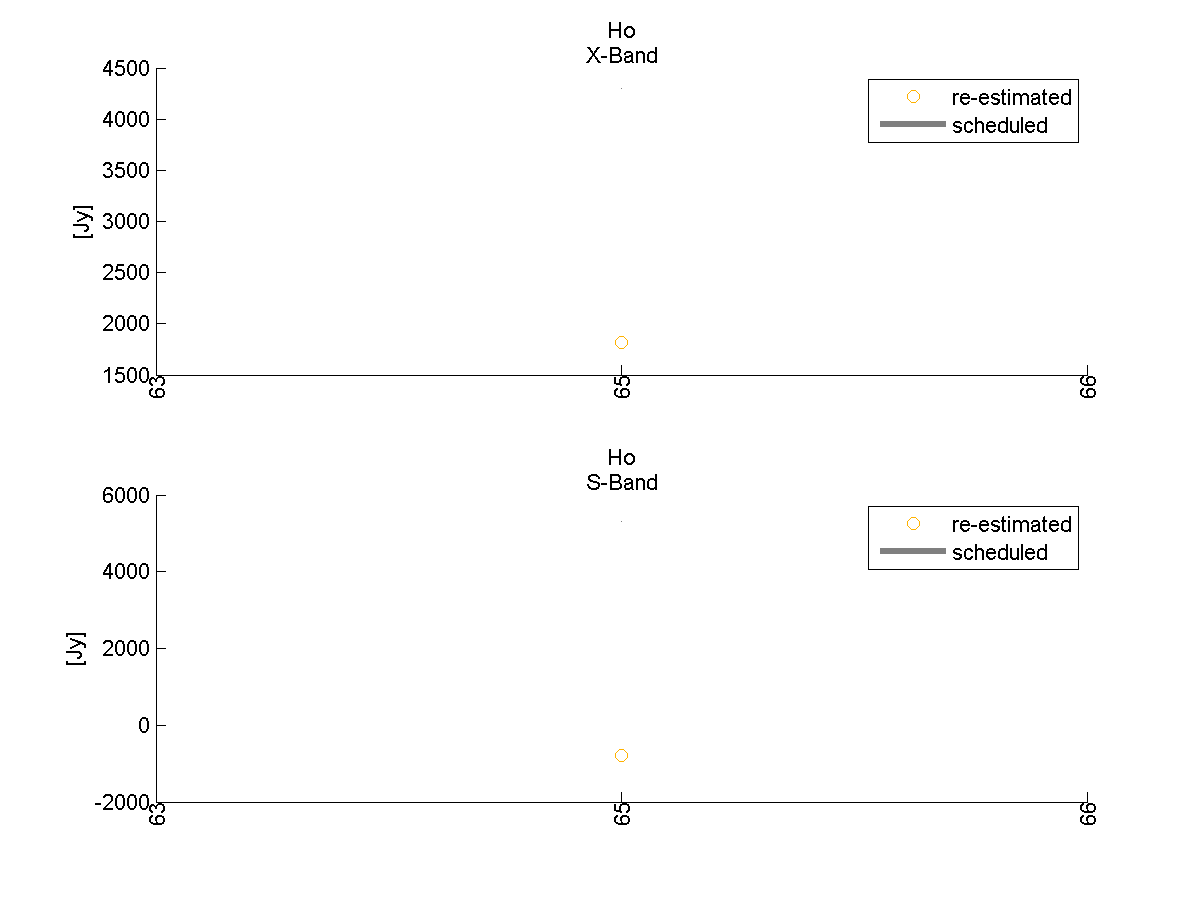 Ho
X-Band
4500
4000
3500
3000
2500
2000
1500
[Jy]
63
65
66
re-estimated
scheduled
Ho
S-Band
6000
4000
2000
0
-2000
[Jy]
63
65
66
re-estimated
scheduled